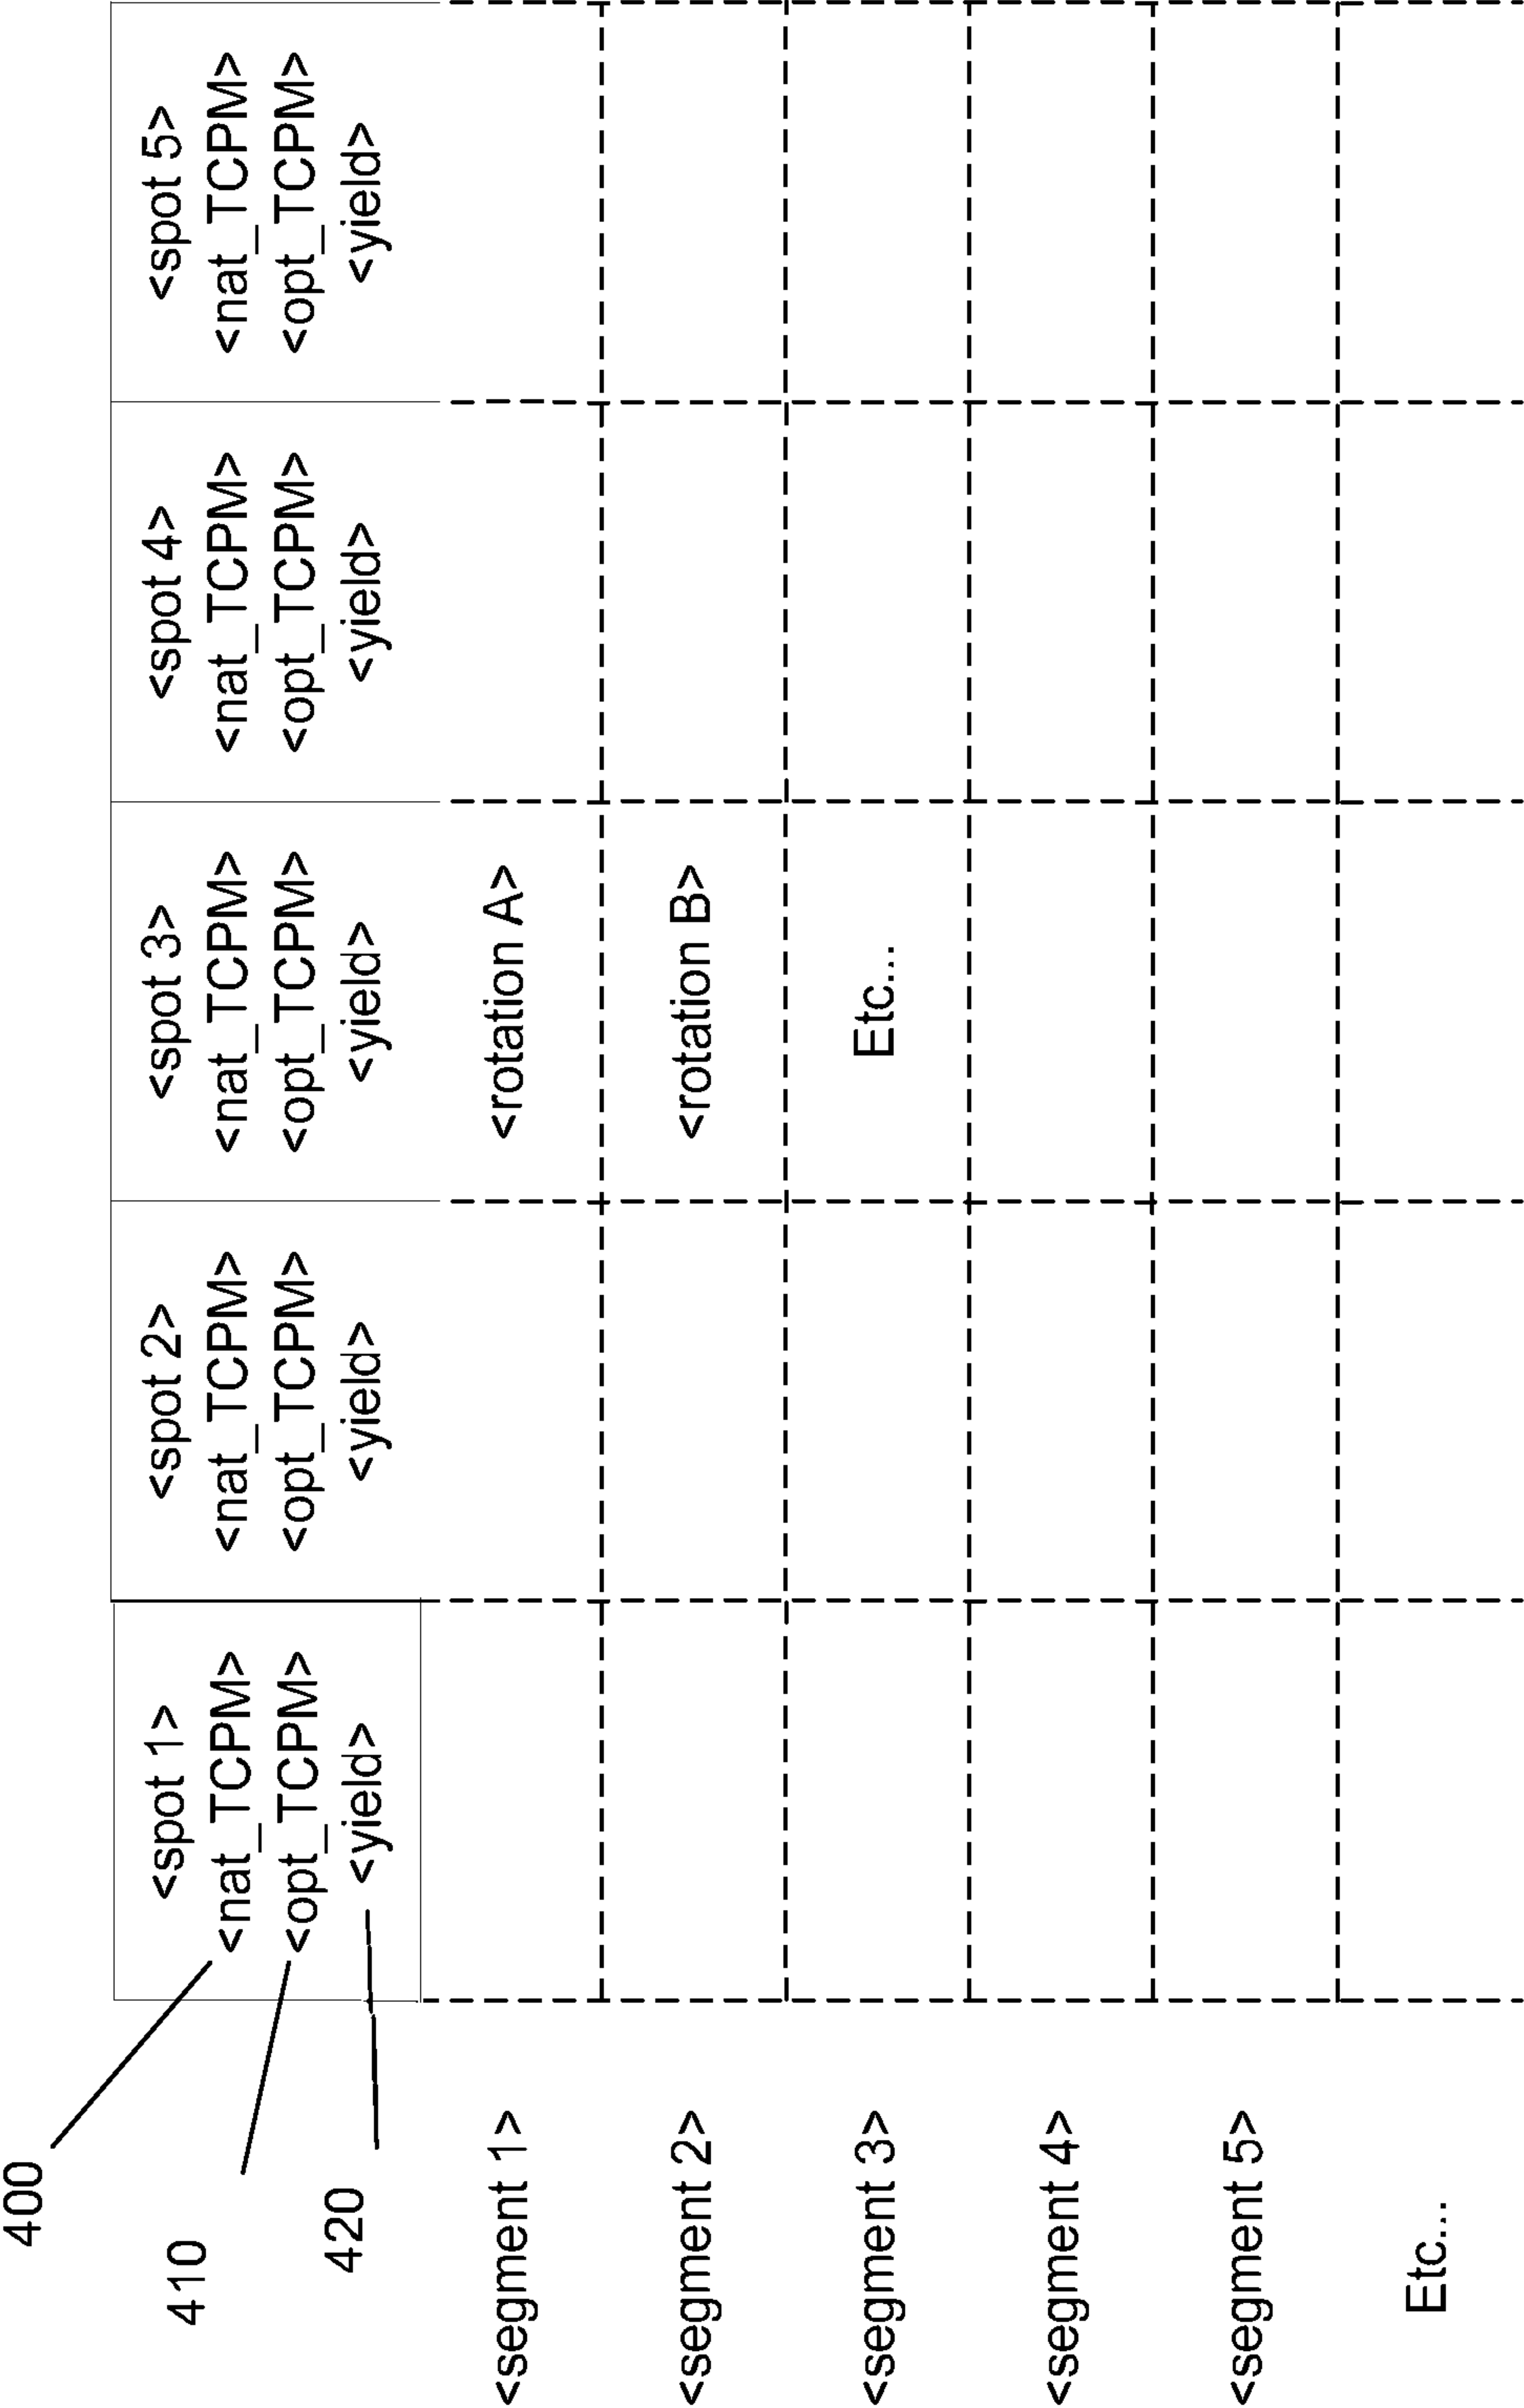 400
410
420
<spot 1>
<nat_TCPM>
<opt_TCPM>
<yield>
<spot 2>
<nat_TCPM>
<opt_TCPM>
<yield>
<spot 3>
<nat_TCPM>
<opt_TCPM>
<yield>
<spot 4>
<nat_TCPM>
<opt_TCPM>
<yield>
<spot 5>
<nat_TCPM>
<opt_TCPM>
<yield>
<segment 1>
<rotation A>
<segment 2>
<rotation B>
<segment 3>
Etc...
<segment 4>
<segment 5>
Etc...